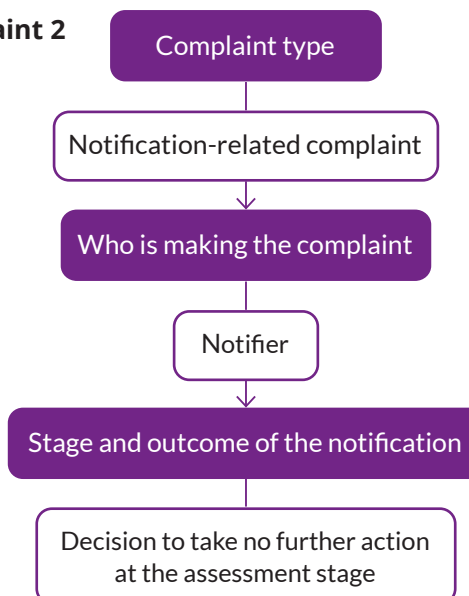 aint 2
Complaint type
Notification-related complaint
Who is making the complaint
Notifier
Stage and outcome of the notification
Decision to take no further action
at the assessment stage